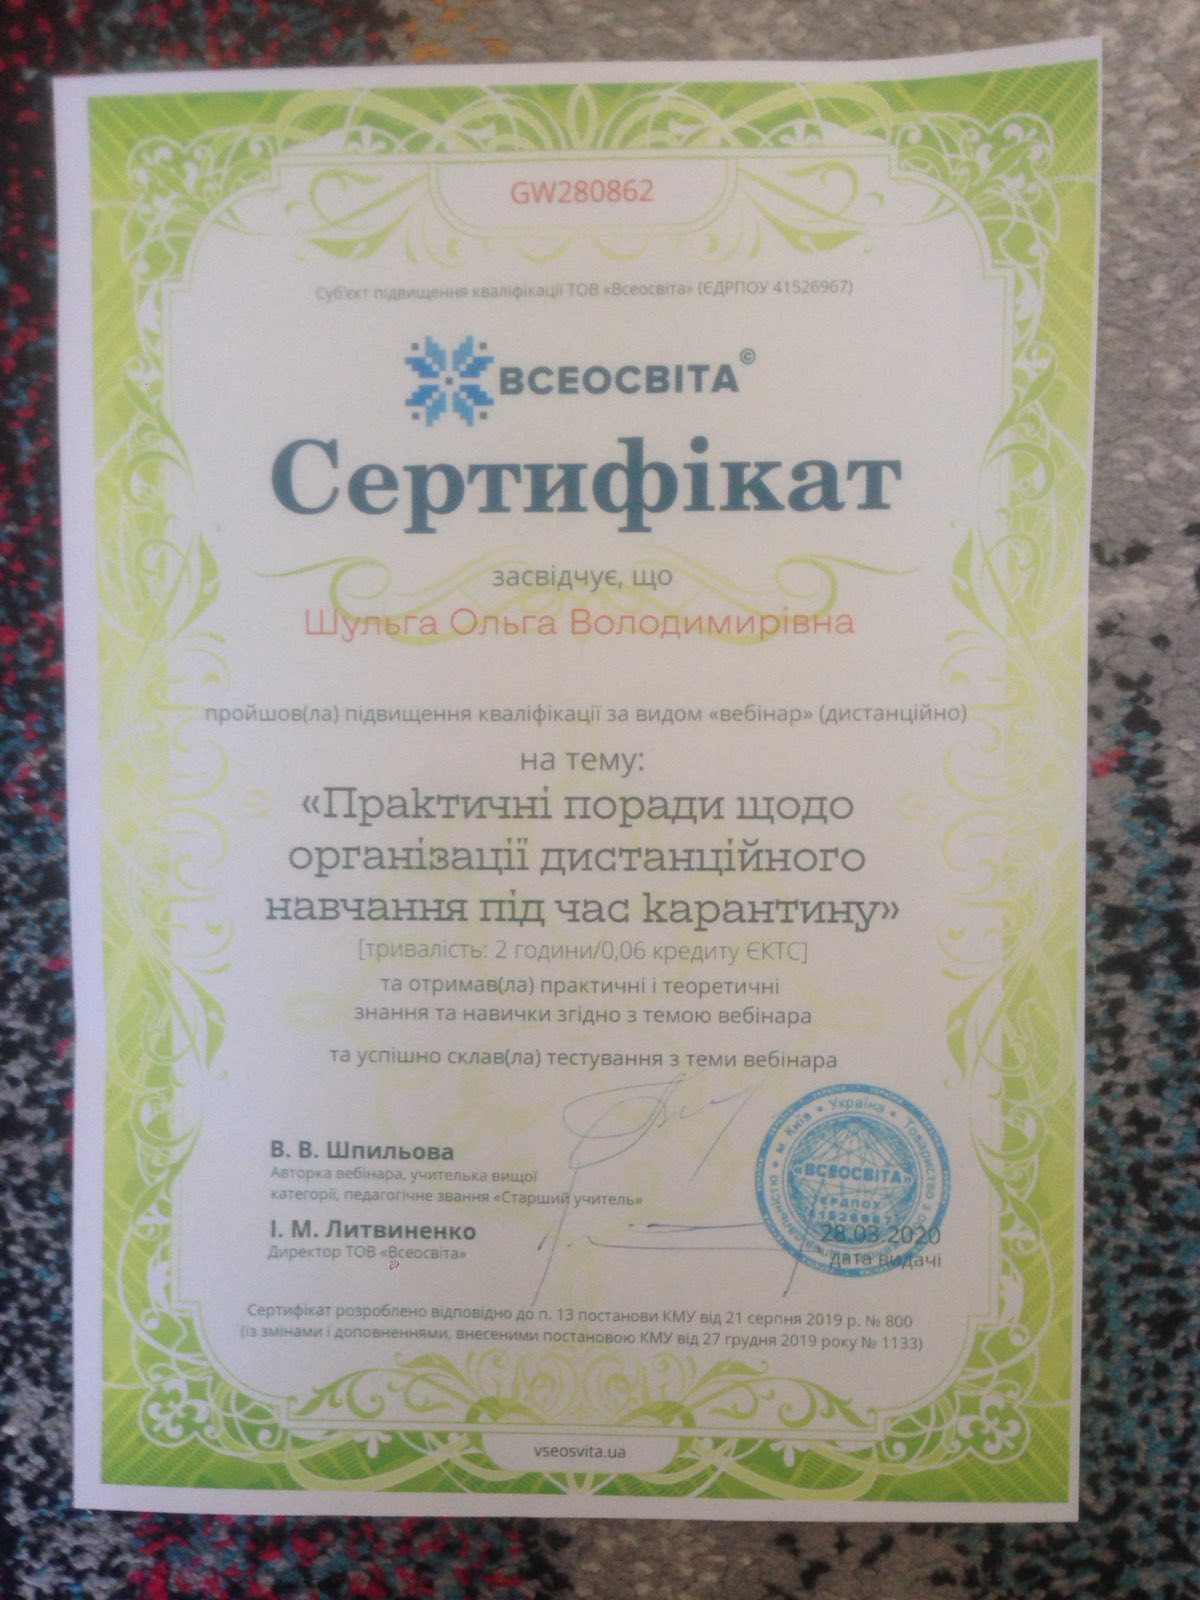 GW280862
Суб'єкт підвищення кваліфікації ТОВ «Всеосвіта» (ЄДРПОУ 41526967)
ВСЕОСВІТА©
Сертифікат
засвідчує, що
Шульга Ольга Володимирівна
пройшов(ла) підвищення кваліфікації за видом «вебінар» (дистанційно)
на тему:
«Практичні поради щодо
організації дистанційного
навчання під час карантину»
[тривалість: 2 години/0,06 кредиту ЄКТС]
та отримав(ла) практичні і теоретичні
знання та навички згідно з темою вебінара
та успішно склав(ла) тестування з теми вебінара
В. В. Шпильова
Авторка вебінара, учителька вищої
категорії, педагогічне звання «Старший учитель»
І. М. Литвиненко
Директор ТОВ «Всеосвіта»
м. Київ • Україна • Товариство з
«ВСЕОСВІТА»
ЄРДПОУ
28.03.2020
дата видачі
Сертифікат розроблено відповідно до п. 13 постанови КМУ від 21 серпня 2019 р. № 800
(із змінами і доповненнями, внесеними постановою КМУ від 27 грудня 2019 року № 1133)
vseosvita.ua